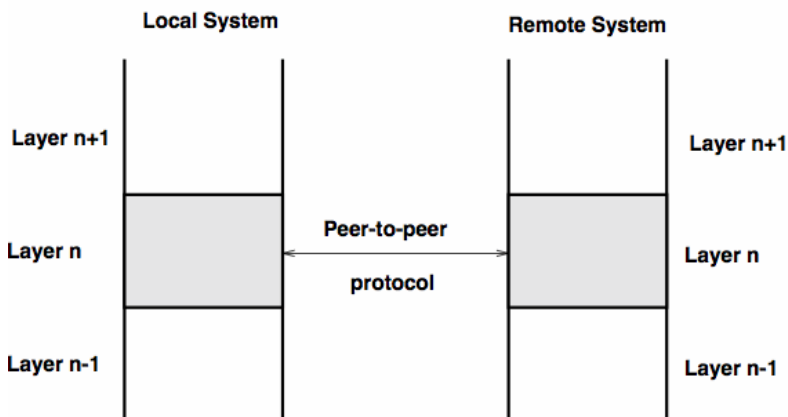 Local System
Remote System
Layer n+1
Layer n+1
Layer n
Peer-to-peer
protocol
Layer n
Layer n-1
Layer n-1